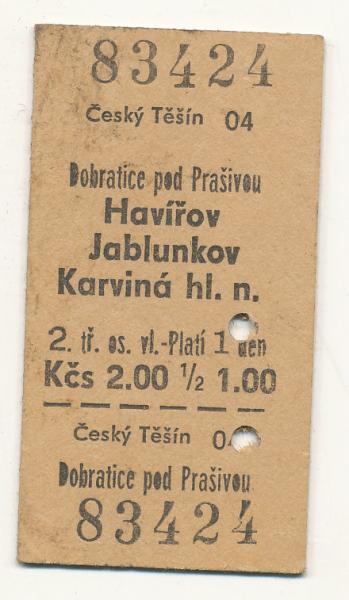 83424
Český Těšín 04
Dobratice pod Prašivou
Havířov
Jablunkov
Karviná hl. n.
2. tř. os. vl.-Platí 1 den
Kčs 2.00 ½ 1.00
Český Těšín 04
Dobratice pod Prašivou
83424